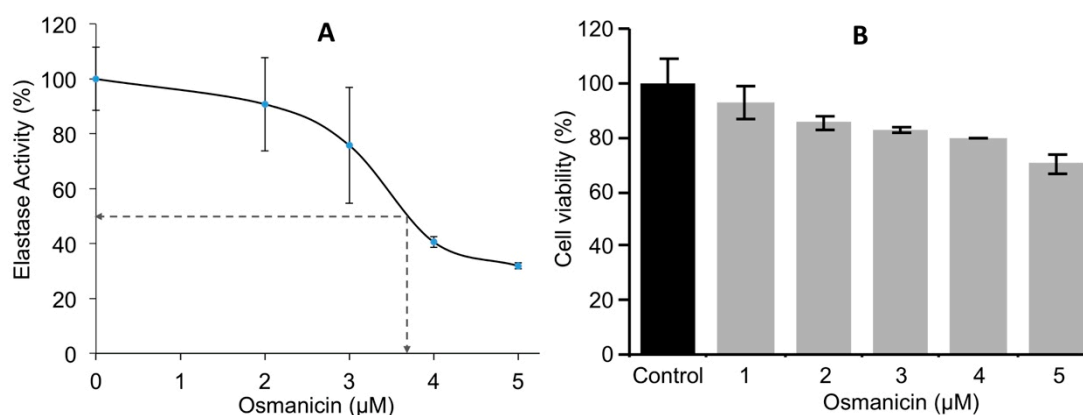 A
Elastase Activity (%)
120
100
80
60
40
20
0
0 1 2 3 4 5
Osmanicin (µM)
B
Cell viability (%)
120
100
80
60
40
20
0
Control 1 2 3 4 5
Osmanicin (µM)